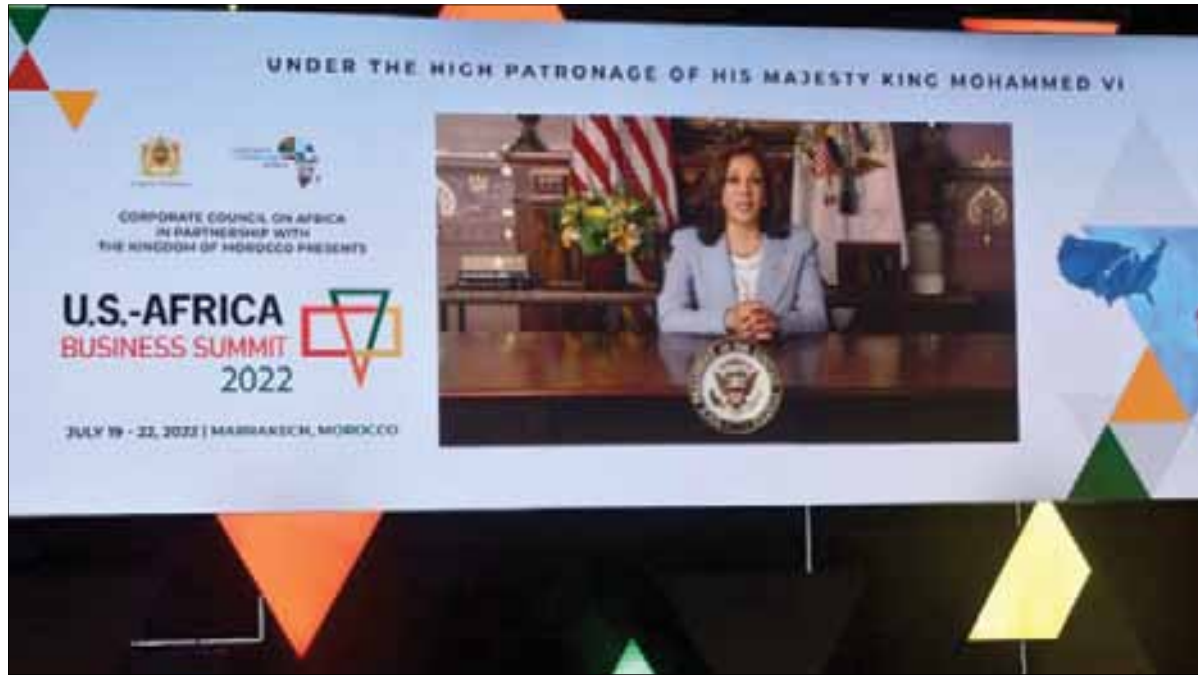 UNDER THE HIGH PATRONAGE OF HIS MAJESTY KING MOHAMMED VI
CORPORATE COUNCIL ON AFRICA
IN PARTNERSHIP WITH
THE KINGDOM OF MOROCCO PRESENTS
U.S.-AFRICA
BUSINESS SUMMIT
2022
JULY 19 - 22, 2022 | MARRAKECH, MOROCCO